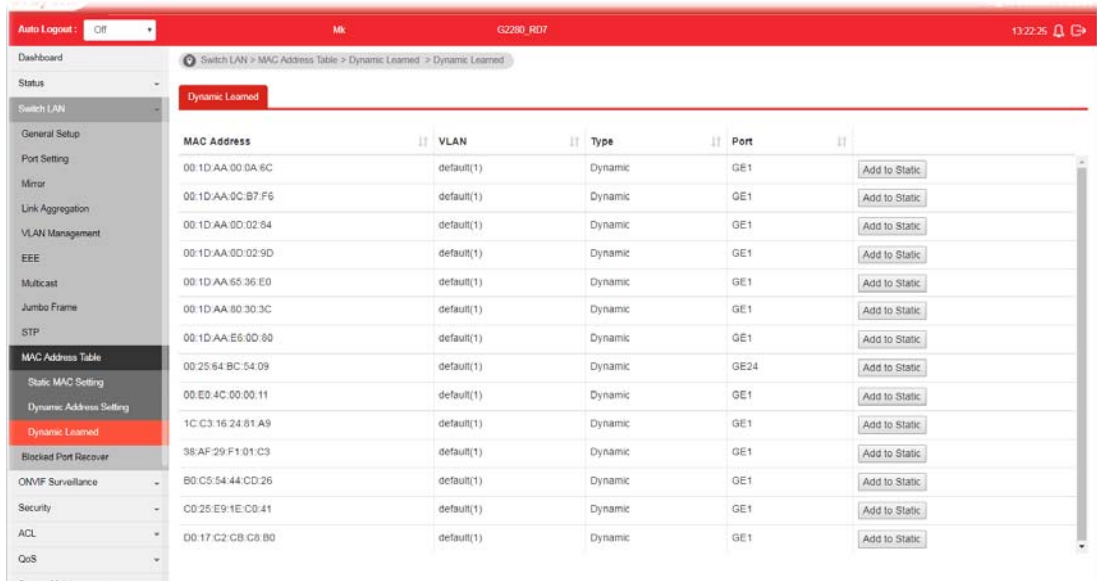 Auto Logout : Off Mk G2280_RD7 13:22:25
Dashboard
Status
Switch LAN
General Setup
Port Setting
Mirror
Link Aggregation
VLAN Management
EEE
Multicast
Jumbo Frame
STP
MAC Address Table
Static MAC Setting
Dynamic Address Setting
Dynamic Learned
Blocked Port Recover
ONVIF Surveillance
Security
ACL
QoS
Switch LAN > MAC Address Table > Dynamic Learned > Dynamic Learned
Dynamic Learned
MAC Address VLAN Type Port
00:1D:AA:00:0A:6C default(1) Dynamic GE1 Add to Static
00:1D:AA:0C:B7:F6 default(1) Dynamic GE1 Add to Static
00:1D:AA:0D:02:84 default(1) Dynamic GE1 Add to Static
00:1D:AA:0D:02:9D default(1) Dynamic GE1 Add to Static
00:1D:AA:65:36:E0 default(1) Dynamic GE1 Add to Static
00:1D:AA:80:30:3C default(1) Dynamic GE1 Add to Static
00:1D:AA:E6:0D:80 default(1) Dynamic GE1 Add to Static
00:25:64:BC:54:09 default(1) Dynamic GE24 Add to Static
00:E0:4C:00:00:11 default(1) Dynamic GE1 Add to Static
1C:C3:16:24:81:A9 default(1) Dynamic GE1 Add to Static
38:AF:29:F1:01:C3 default(1) Dynamic GE1 Add to Static
B0:C5:54:44:CD:26 default(1) Dynamic GE1 Add to Static
C0:25:E9:1E:C0:41 default(1) Dynamic GE1 Add to Static
D0:17:C2:CB:C8:B0 default(1) Dynamic GE1 Add to Static